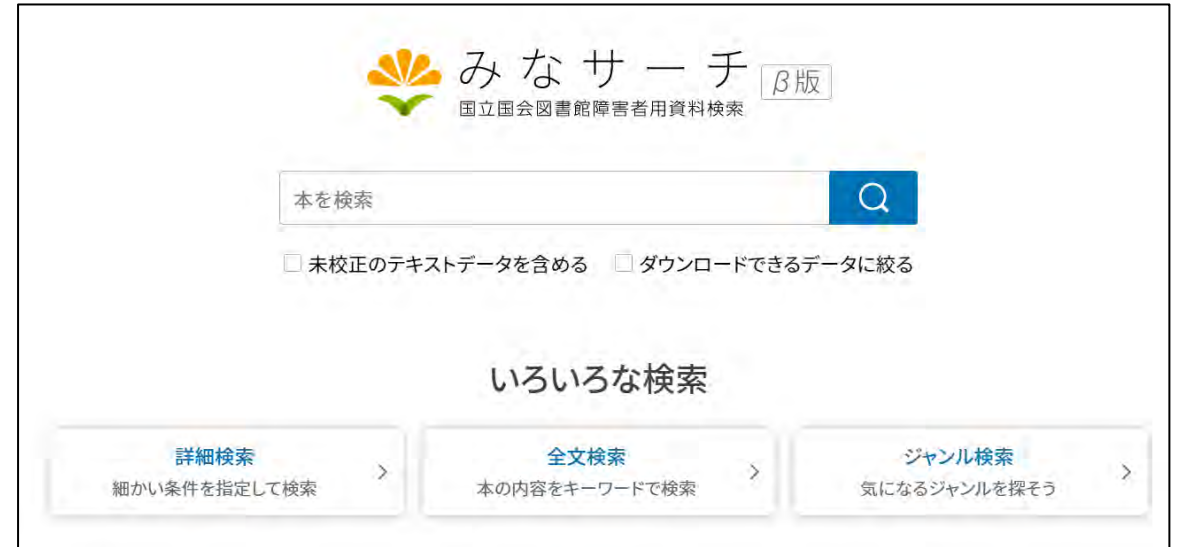 みなサーチ β版
国立国会図書館障害者用資料検索
本を検索
未校正のテキストデータを含める ダウンロードできるデータに絞る
いろいろな検索
詳細検索 全文検索 ジャンル検索
細かい条件を指定して検索 本の内容をキーワードで検索 気になるジャンルを探そう